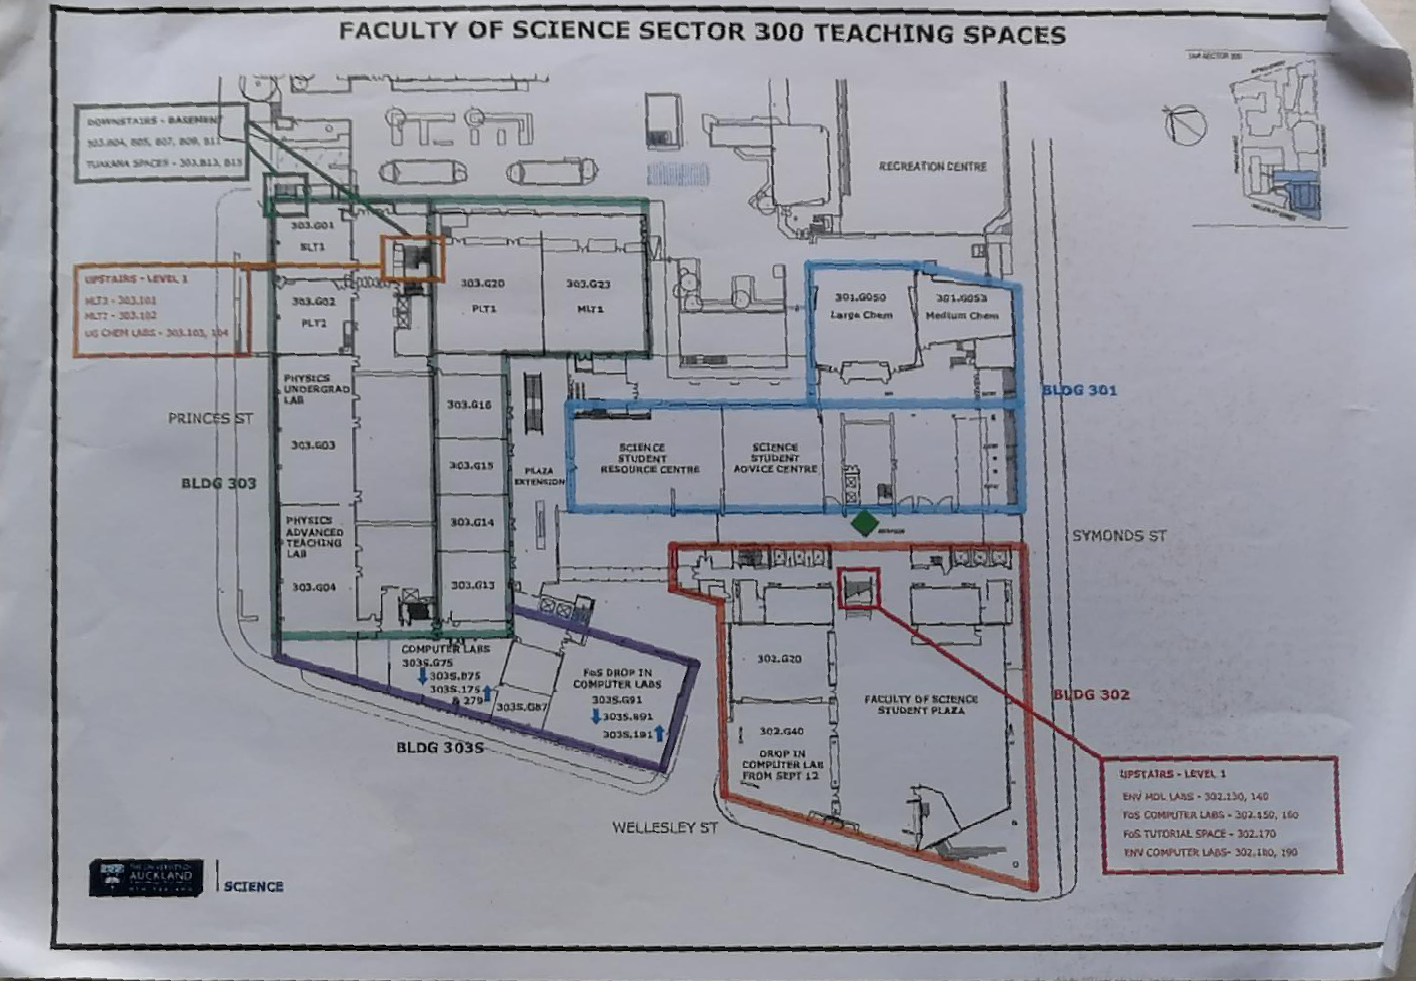 FACULTY OF SCIENCE SECTOR 300 TEACHING SPACES
DOWNSTAIRS - BASEMENT
303.B04, B05, B07, B09, B11
TUAKANA SPACES - 303.B13, B15
RECREATION CENTRE
303.G01
SLT1
UPSTAIRS - LEVEL 1
MLT3 - 303.101
MLT2 - 303.102
UG CHEM LABS - 303.103, 104
303.G02
PLT2
303.G20
PLT1
303.G23
MLT1
301.G050
Large Chem
301.G053
Medium Chem
BLDG 301
PHYSICS
UNDERGRAD
LAB
303.G03
PRINCES ST
BLDG 303
303.G16
303.G15
303.G14
303.G13
PLAZA
EXTENSION
SCIENCE
STUDENT
RESOURCE CENTRE
SCIENCE
STUDENT
ADVICE CENTRE
PHYSICS
ADVANCED
TEACHING
LAB
303.G04
SYMONDS ST
COMPUTER LABS
303S.G75
303S.B75
303S.175
& 279
303S.G87
FoS DROP IN
COMPUTER LABS
303S.G91
303S.B91
303S.191
BLDG 303S
302.G20
302.G40
DROP IN
COMPUTER LAB
FROM SEPT 12
FACULTY OF SCIENCE
STUDENT PLAZA
BLDG 302
UPSTAIRS - LEVEL 1
ENV MDL LABS - 302.130, 140
FoS COMPUTER LABS - 302.150, 160
FoS TUTORIAL SPACE - 302.170
ENV COMPUTER LABS- 302.180, 190
WELLESLEY ST
THE UNIVERSITY OF
AUCKLAND
NEW ZEALAND
SCIENCE